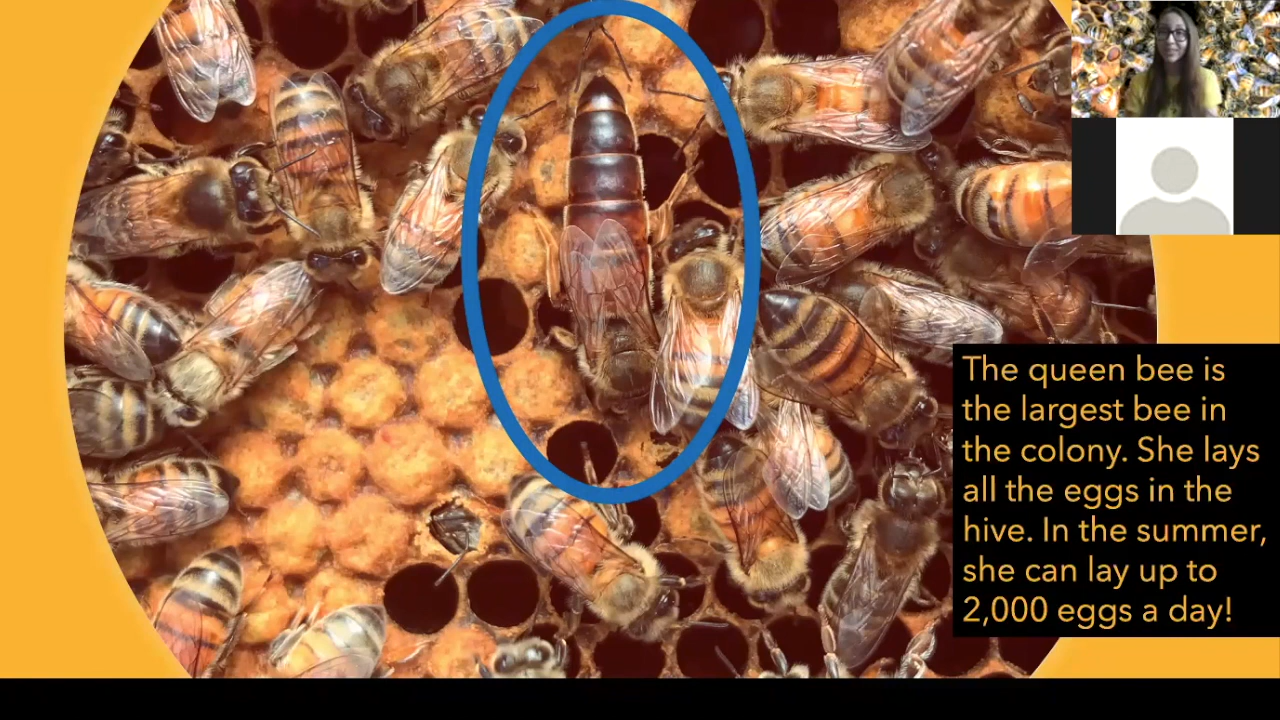 The queen bee is
the largest bee in
the colony. She lays
all the eggs in the
hive. In the summer,
she can lay up to
2,000 eggs a day!